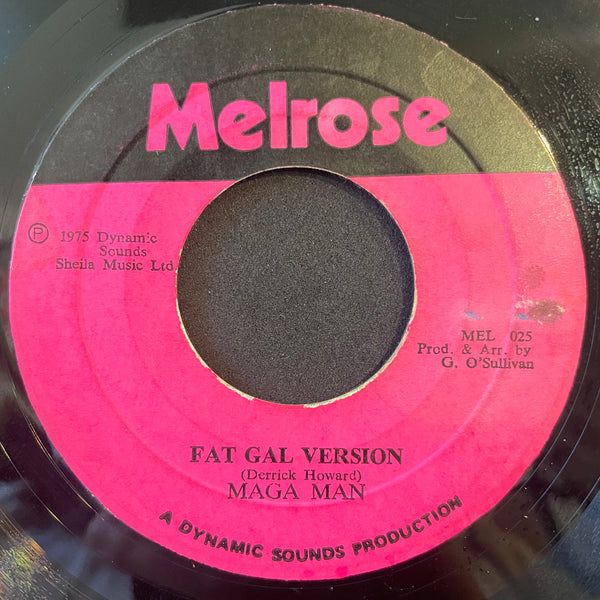 Melrose
Ⓟ 1975 Dynamic
Sounds
Sheila Music Ltd.
MEL 025
Prod. & Arr. by
G. O'Sullivan
FAT GAL VERSION
(Derrick Howard)
MAGA MAN
A DYNAMIC SOUNDS PRODUCTION